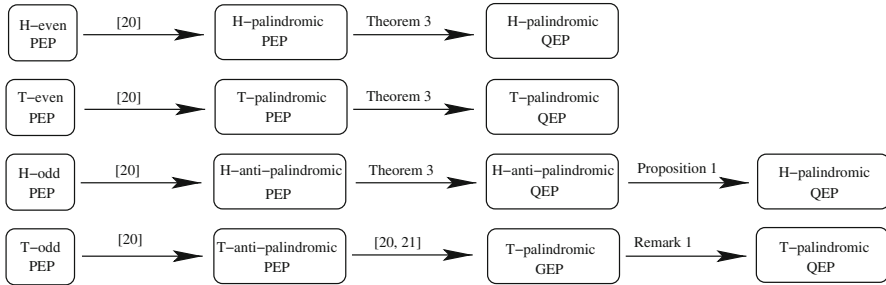 H−even PEP
[20]
H−palindromic PEP
Theorem 3
H−palindromic QEP
T−even PEP
[20]
T−palindromic PEP
Theorem 3
T−palindromic QEP
H−odd PEP
[20]
H−anti−palindromic PEP
Theorem 3
H−anti−palindromic QEP
Proposition 1
H−palindromic QEP
T−odd PEP
[20]
T−anti−palindromic PEP
[20, 21]
T−palindromic GEP
Remark 1
T−palindromic QEP